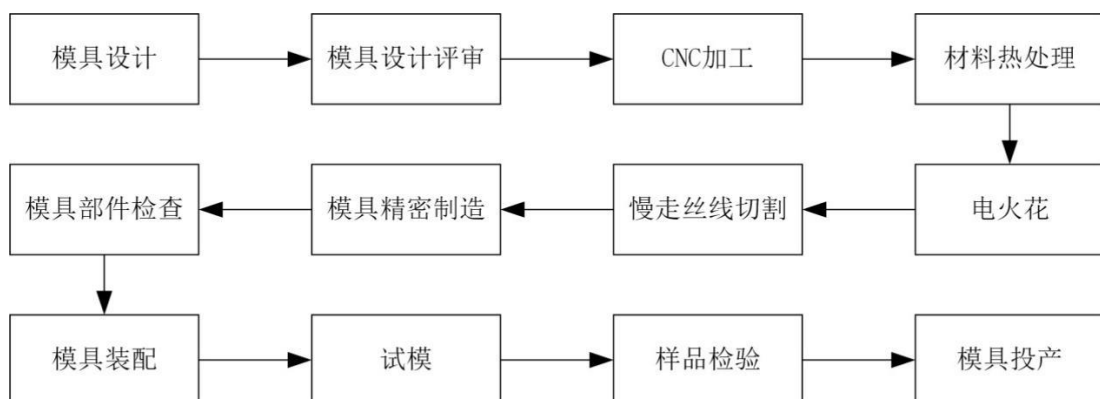 模具设计
模具设计评审
CNC加工
材料热处理
电火花
慢走丝线切割
模具精密制造
模具部件检查
模具装配
试模
样品检验
模具投产